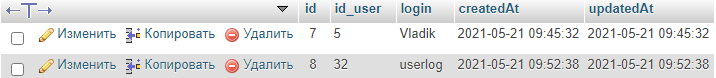 id id_user login createdAt updatedAt
Изменить Копировать Удалить 7 5 Vladik 2021-05-21 09:45:32 2021-05-21 09:45:32
Изменить Копировать Удалить 8 32 userlog 2021-05-21 09:52:38 2021-05-21 09:52:38